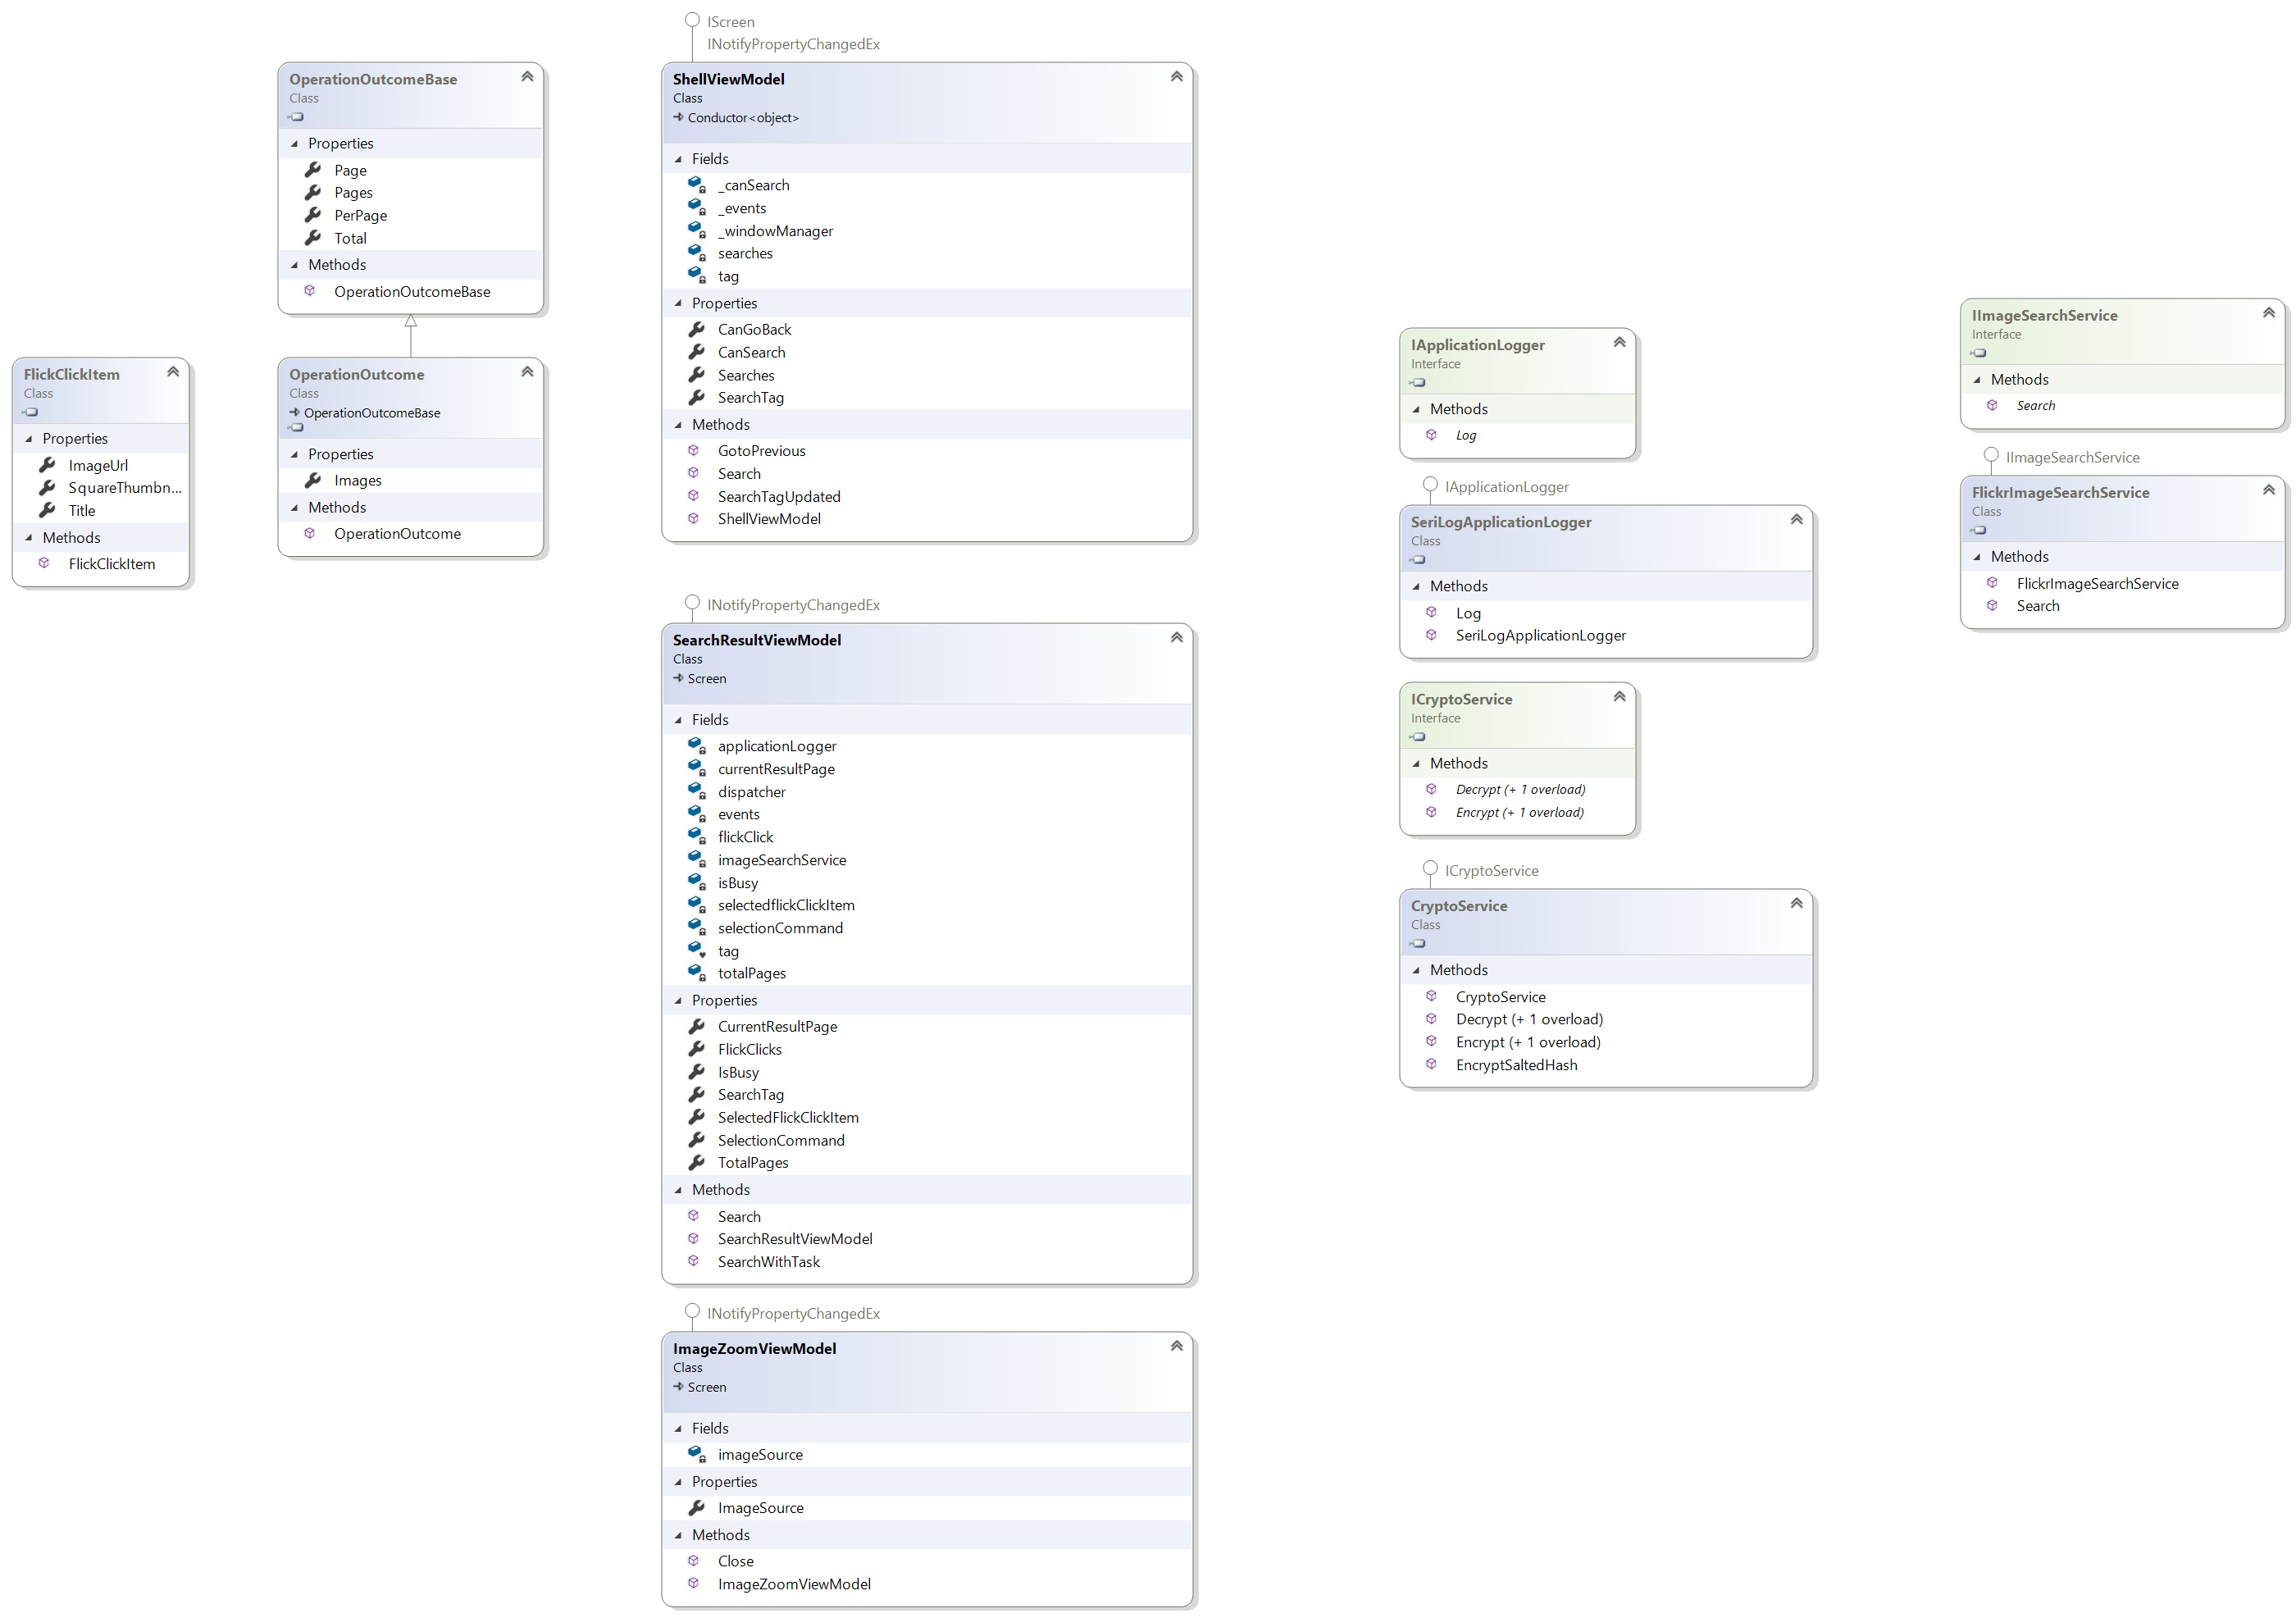 FlickClickItem
Class
Properties
ImageUrl
SquareThumbn...
Title
Methods
FlickClickItem
OperationOutcomeBase
Class
Properties
Page
Pages
PerPage
Total
Methods
OperationOutcomeBase
OperationOutcome
Class
OperationOutcomeBase
Properties
Images
Methods
OperationOutcome
IScreen
INotifyPropertyChangedEx
ShellViewModel
Class
Conductor<object>
Fields
_canSearch
_events
_windowManager
searches
tag
Properties
CanGoBack
CanSearch
Searches
SearchTag
Methods
GotoPrevious
Search
SearchTagUpdated
ShellViewModel
INotifyPropertyChangedEx
SearchResultViewModel
Class
Screen
Fields
applicationLogger
currentResultPage
dispatcher
events
flickClick
imageSearchService
isBusy
selectedflickClickItem
selectionCommand
tag
totalPages
Properties
CurrentResultPage
FlickClicks
IsBusy
SearchTag
SelectedFlickClickItem
SelectionCommand
TotalPages
Methods
Search
SearchResultViewModel
SearchWithTask
INotifyPropertyChangedEx
ImageZoomViewModel
Class
Screen
Fields
imageSource
Properties
ImageSource
Methods
Close
ImageZoomViewModel
IApplicationLogger
Interface
Methods
Log
IApplicationLogger
SeriLogApplicationLogger
Class
Methods
Log
SeriLogApplicationLogger
ICryptoService
Interface
Methods
Decrypt (+ 1 overload)
Encrypt (+ 1 overload)
ICryptoService
CryptoService
Class
Methods
CryptoService
Decrypt (+ 1 overload)
Encrypt (+ 1 overload)
EncryptSaltedHash
IImageSearchService
Interface
Methods
Search
IImageSearchService
FlickrImageSearchService
Class
Methods
FlickrImageSearchService
Search